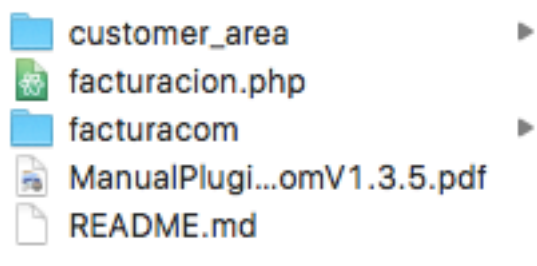 customer_area
facturacion.php
facturacom
ManualPlugi...omV1.3.5.pdf
README.md